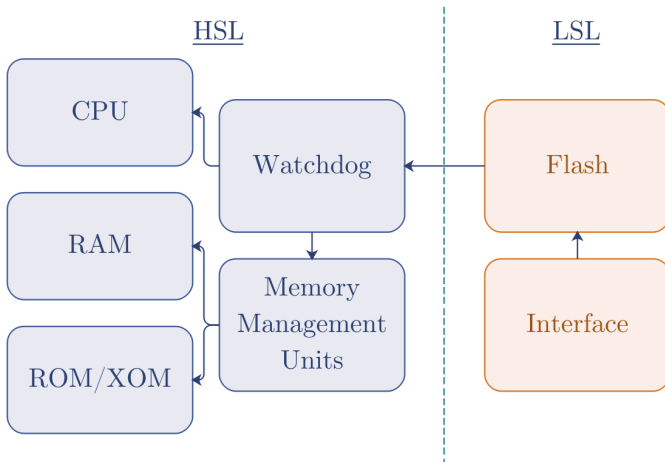 HSL
LSL
CPU
Watchdog
Flash
RAM
Memory
Management
Units
Interface
ROM/XOM